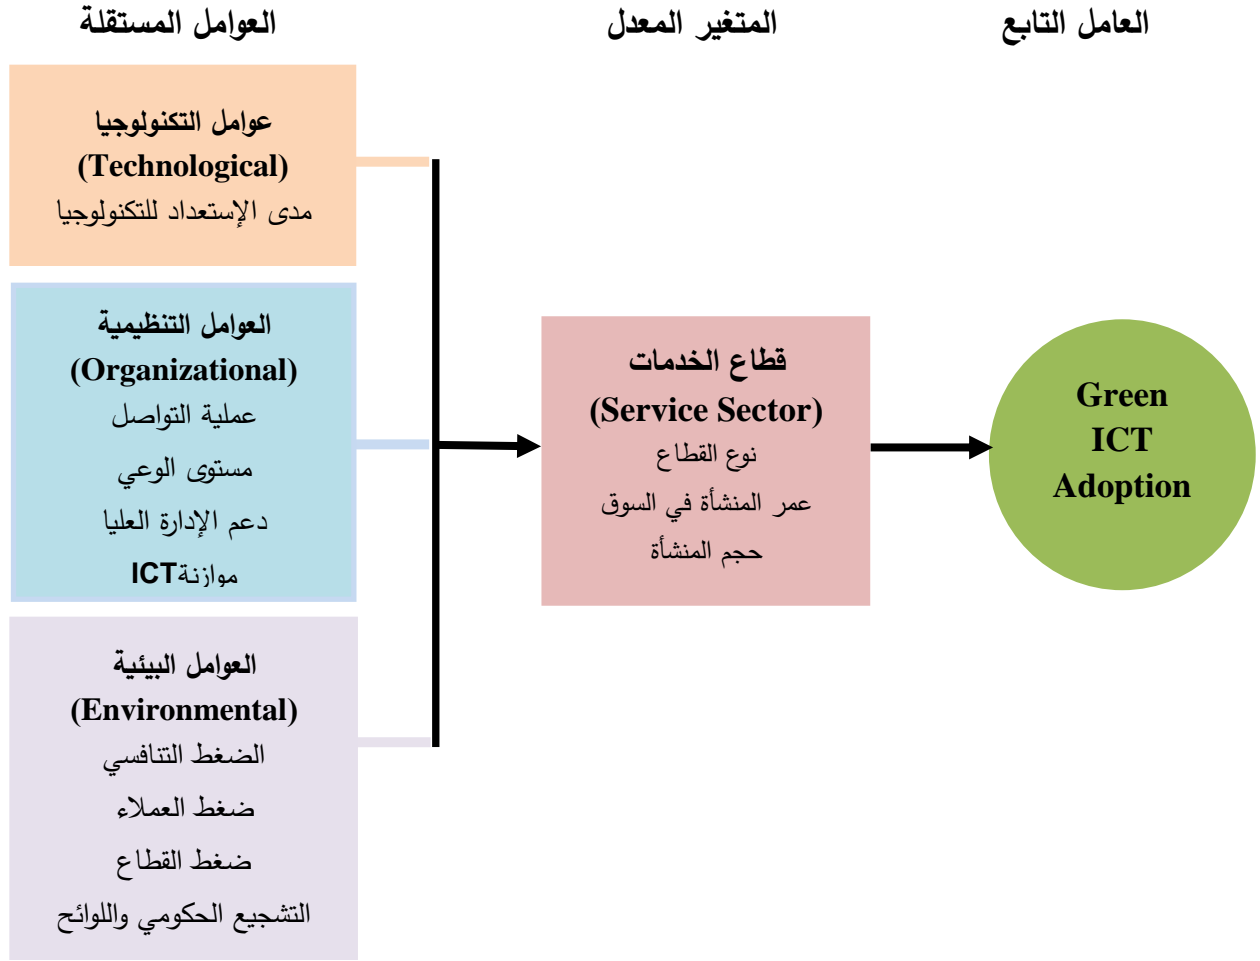 العوامل المستقلة
المتغير المعدل
العامل التابع
عوامل التكنولوجيا
(Technological)
مدى الإستعداد للتكنولوجيا
العوامل التنظيمية
(Organizational)
عملية التواصل
مستوى الوعي
دعم الإدارة العليا
موازنة ICT
العوامل البيئية
(Environmental)
الضغط التنافسي
ضغط العملاء
ضغط القطاع
التشجيع الحكومي واللوائح
قطاع الخدمات
(Service Sector)
نوع القطاع
عمر المنشأة في السوق
حجم المنشأة
Green
ICT
Adoption